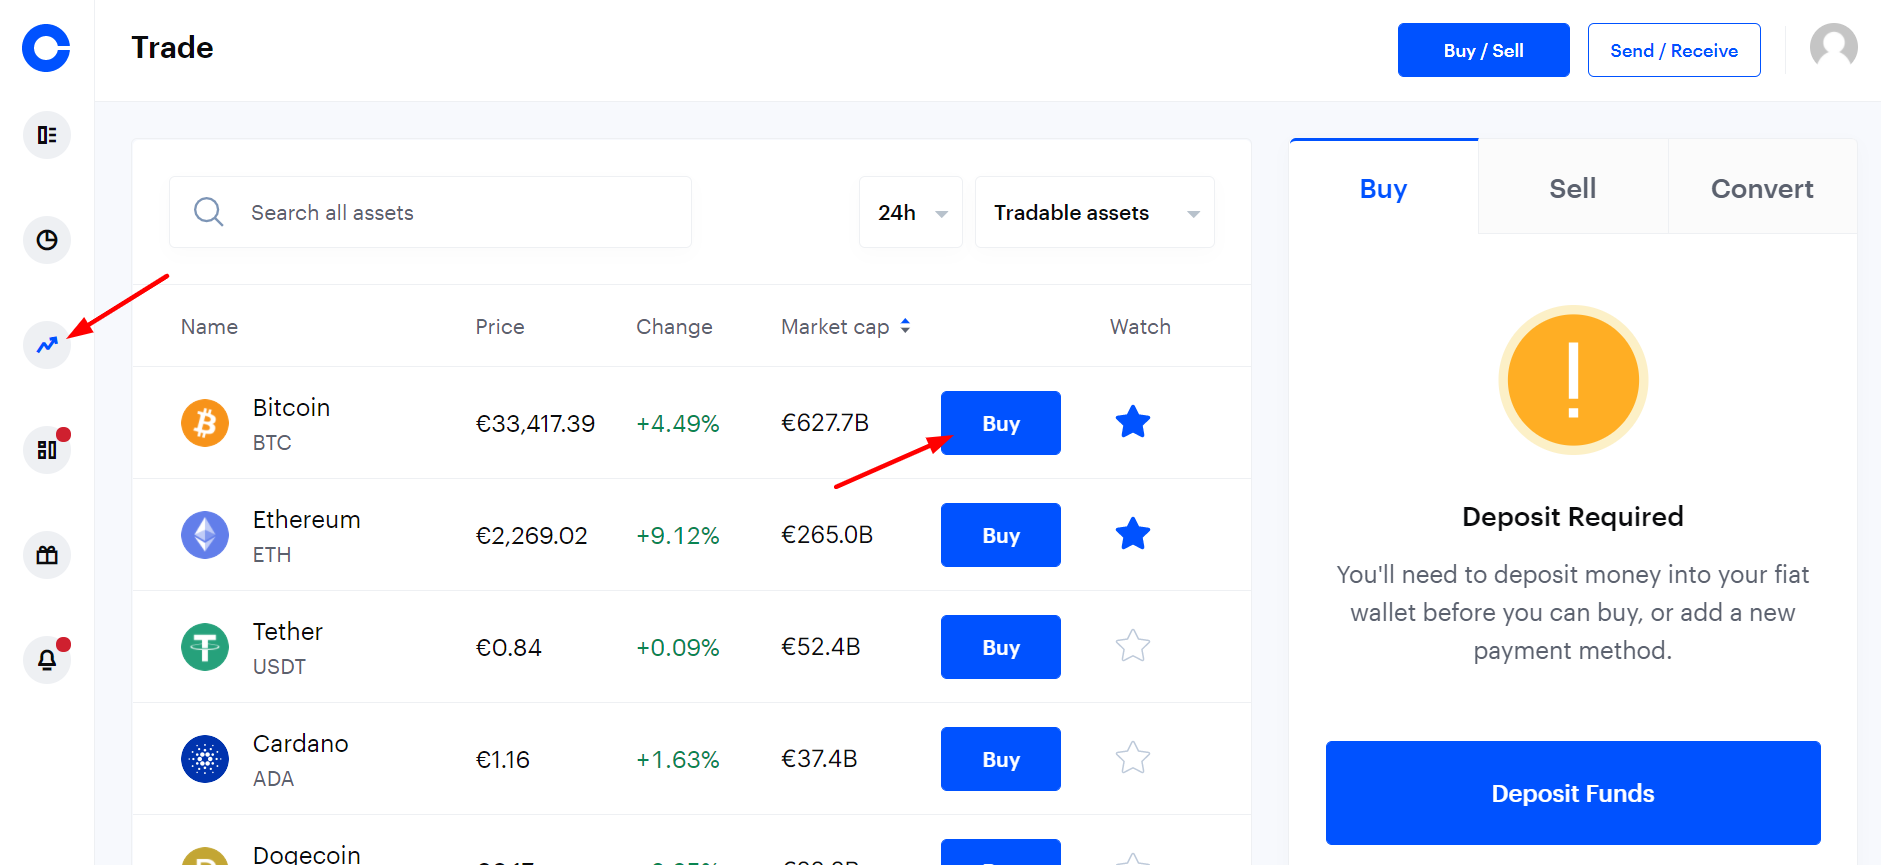 Trade
Buy / Sell
Send / Receive
Search all assets
24h
Tradable assets
Name Price Change Market cap Watch
Bitcoin
BTC
€33,417.39
+4.49%
€627.7B
Buy
Ethereum
ETH
€2,269.02
+9.12%
€265.0B
Buy
Tether
USDT
€0.84
+0.09%
€52.4B
Buy
Cardano
ADA
€1.16
+1.63%
€37.4B
Buy
Dogecoin
Buy Sell Convert
Deposit Required
You'll need to deposit money into your fiat
wallet before you can buy, or add a new
payment method.
Deposit Funds